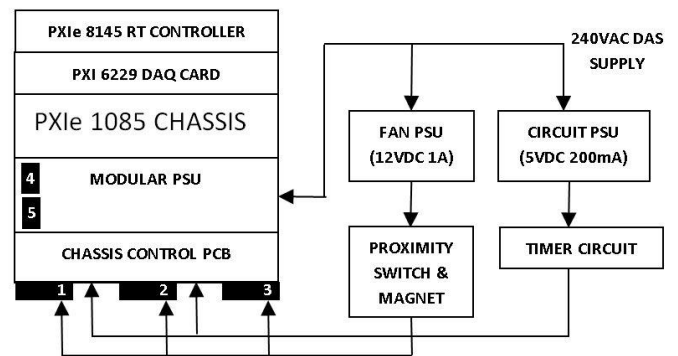 PXIe 8145 RT CONTROLLER
PXI 6229 DAQ CARD
PXIe 1085 CHASSIS
4
MODULAR PSU
5
CHASSIS CONTROL PCB
1
2
3
240VAC DAS
SUPPLY
FAN PSU
(12VDC 1A)
CIRCUIT PSU
(5VDC 200mA)
PROXIMITY
SWITCH &
MAGNET
TIMER CIRCUIT